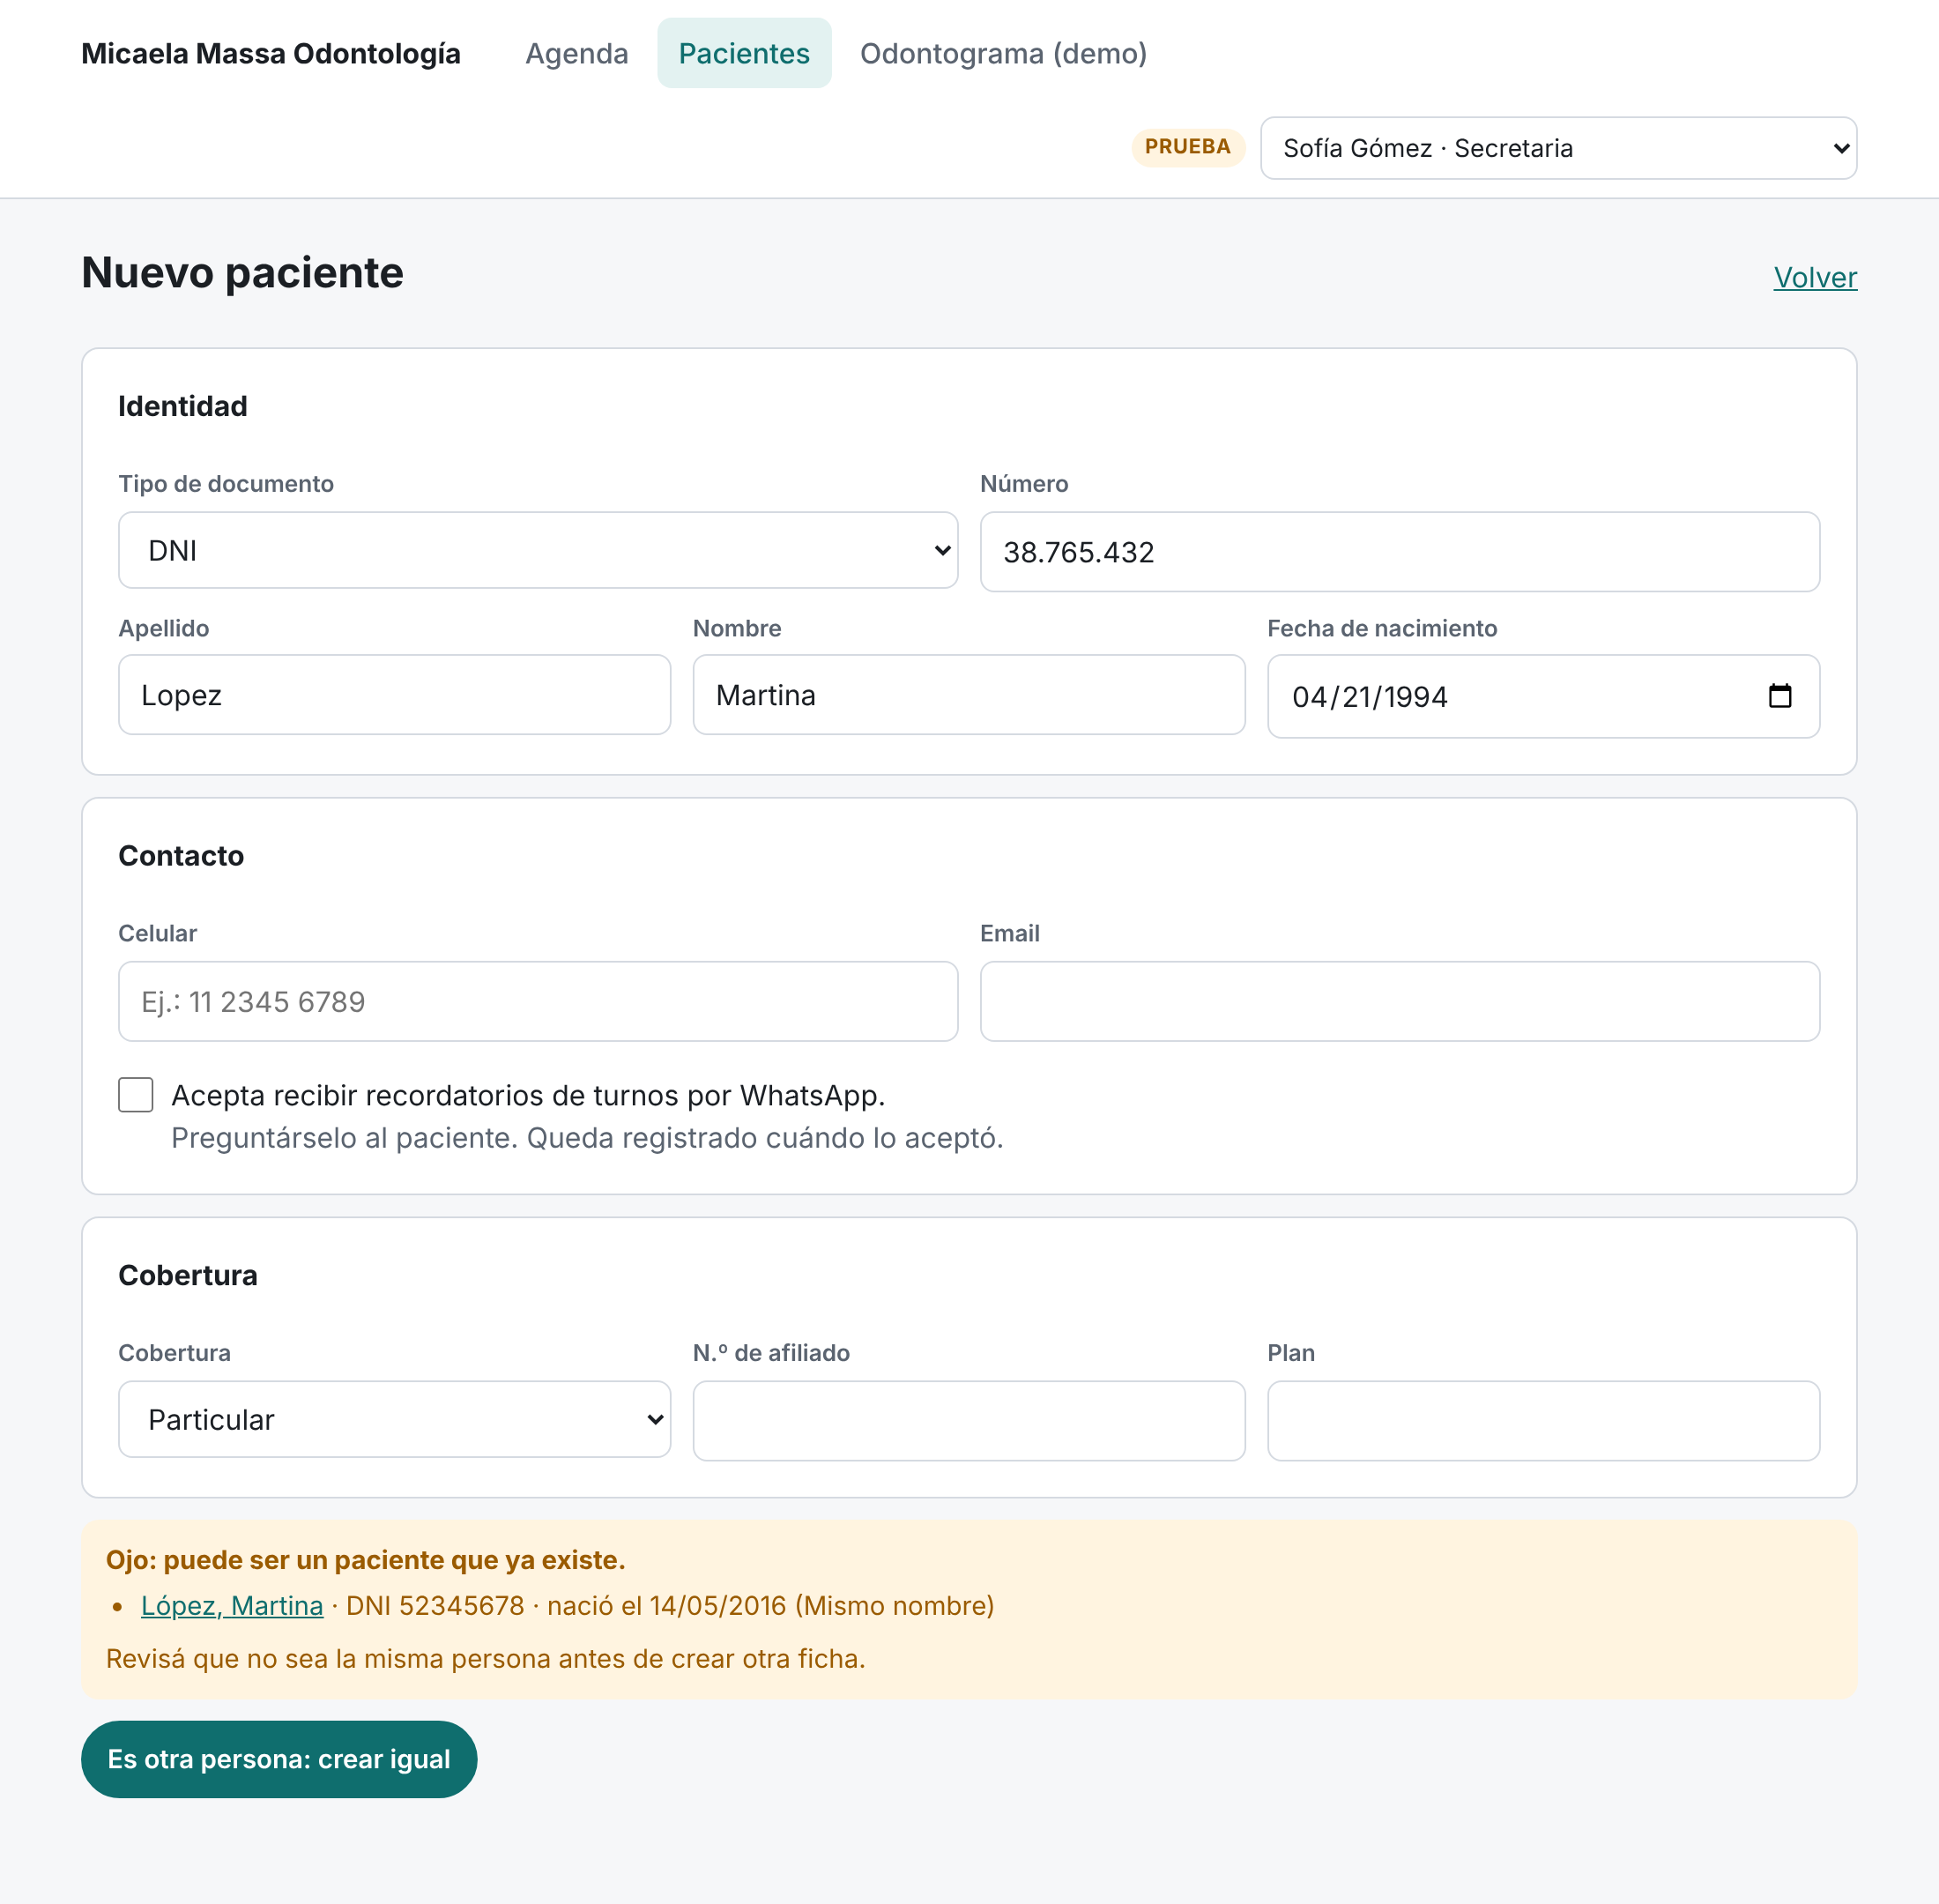 Micaela Massa Odontología Agenda Pacientes Odontograma (demo)
PRUEBA Sofía Gómez · Secretaria
Nuevo paciente Volver
Identidad
Tipo de documento Número
DNI 38.765.432
Apellido Nombre Fecha de nacimiento
Lopez Martina 04/21/1994
Contacto
Celular Email
Ej.: 11 2345 6789
Acepta recibir recordatorios de turnos por WhatsApp.
Preguntárselo al paciente. Queda registrado cuándo lo aceptó.
Cobertura
Cobertura N.º de afiliado Plan
Particular
Ojo: puede ser un paciente que ya existe.
• López, Martina · DNI 52345678 · nació el 14/05/2016 (Mismo nombre)
Revisá que no sea la misma persona antes de crear otra ficha.
Es otra persona: crear igual